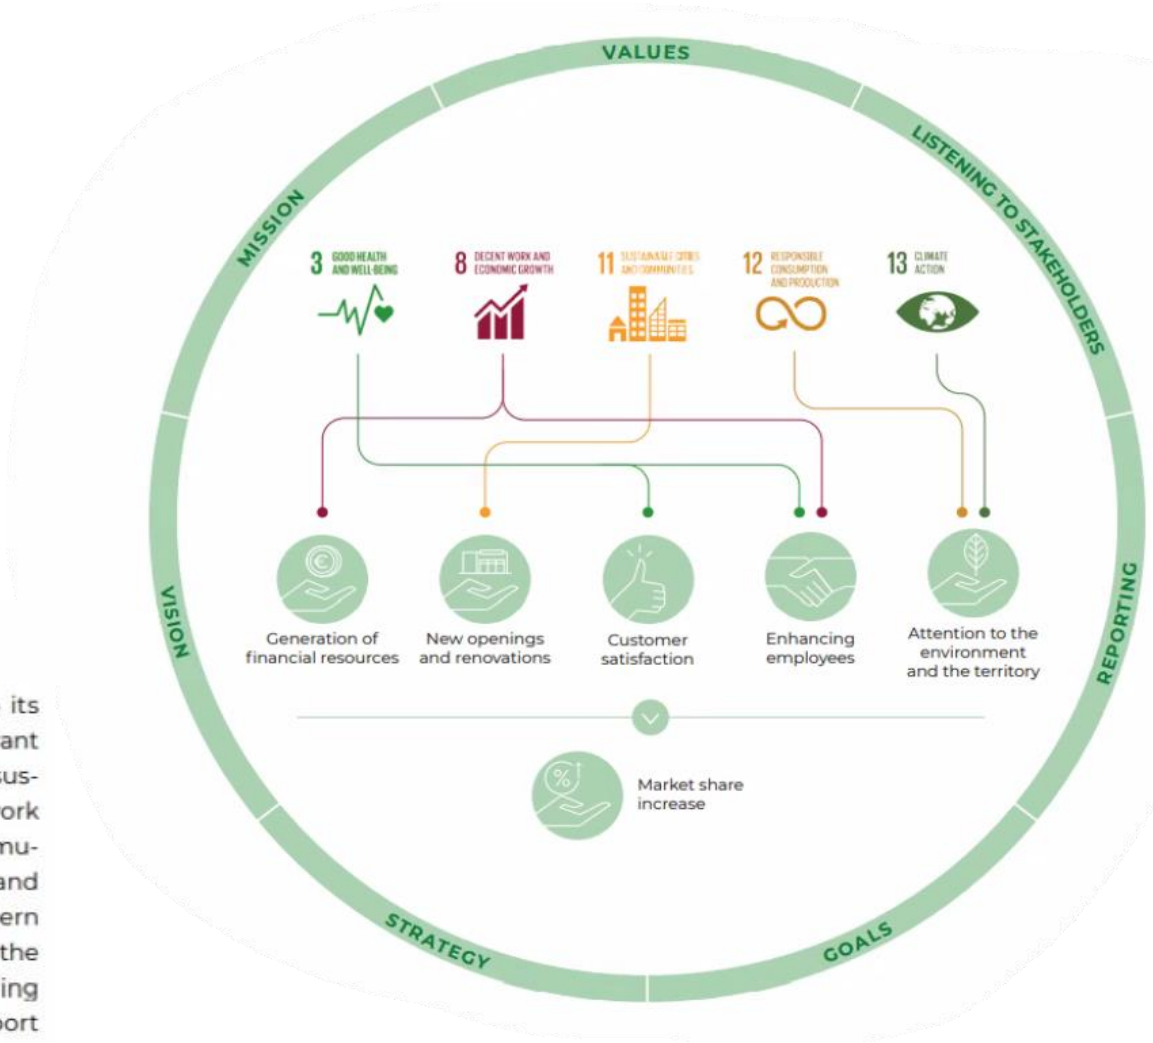 VALUES
LISTENING TO STAKEHOLDERS
MISSION
3 GOOD HEALTH
AND WELL-BEING
8 DECENT WORK AND
ECONOMIC GROWTH
11 SUSTAINABLE CITIES
AND COMMUNITIES
12 RESPONSIBLE
CONSUMPTION
AND PRODUCTION
13 CLIMATE
ACTION
VISION
REPORTING
€
Generation of
financial resources
New openings
and renovations
Customer
satisfaction
Enhancing
employees
Attention to the
environment
and the territory
%
Market share
increase
STRATEGY
GOALS
its
ant
sus-
ork
mu-
and
ern
the
ing
port